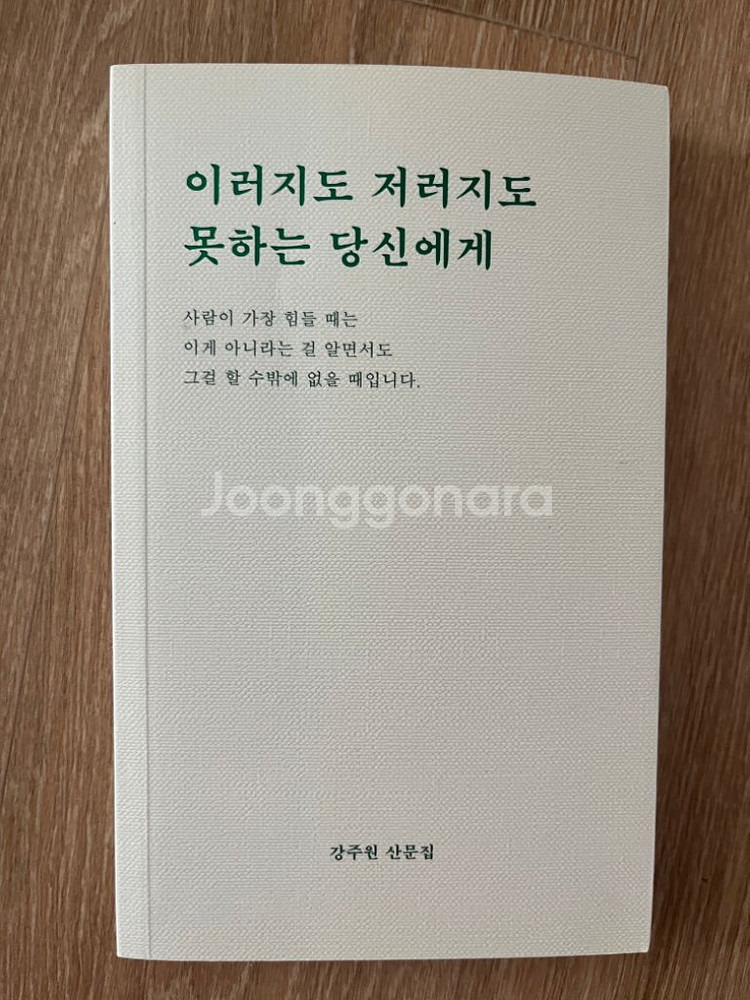 이러지도 저러지도
못하는 당신에게
사람이 가장 힘들 때는
이게 아니라는 걸 알면서도
그걸 할 수밖에 없을 때입니다.
Joonggonara
강주원 산문집